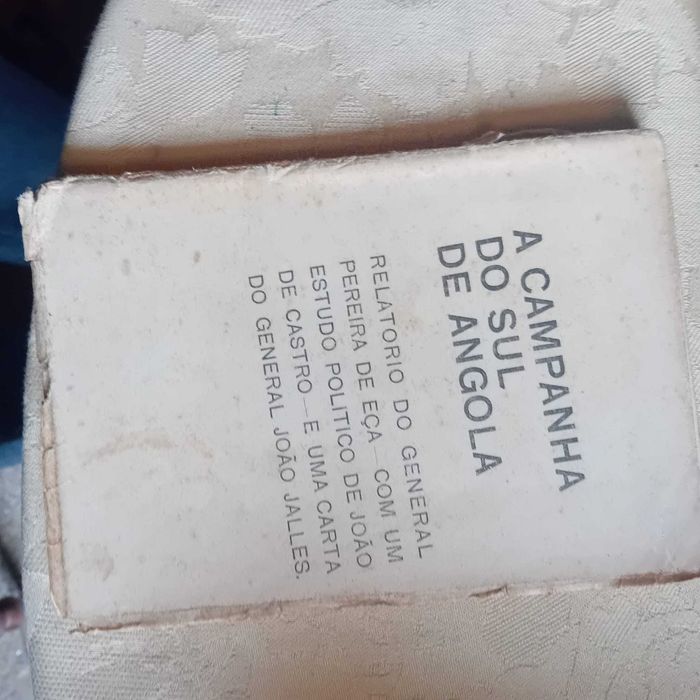 A CAMPANHA
DO SUL
DE ANGOLA
RELATORIO DO GENERAL
PEREIRA DE EÇA — COM UM
ESTUDO POLITICO DE JOÃO
DE CASTRO — E UMA CARTA
DO GENERAL JOÃO JALLES.